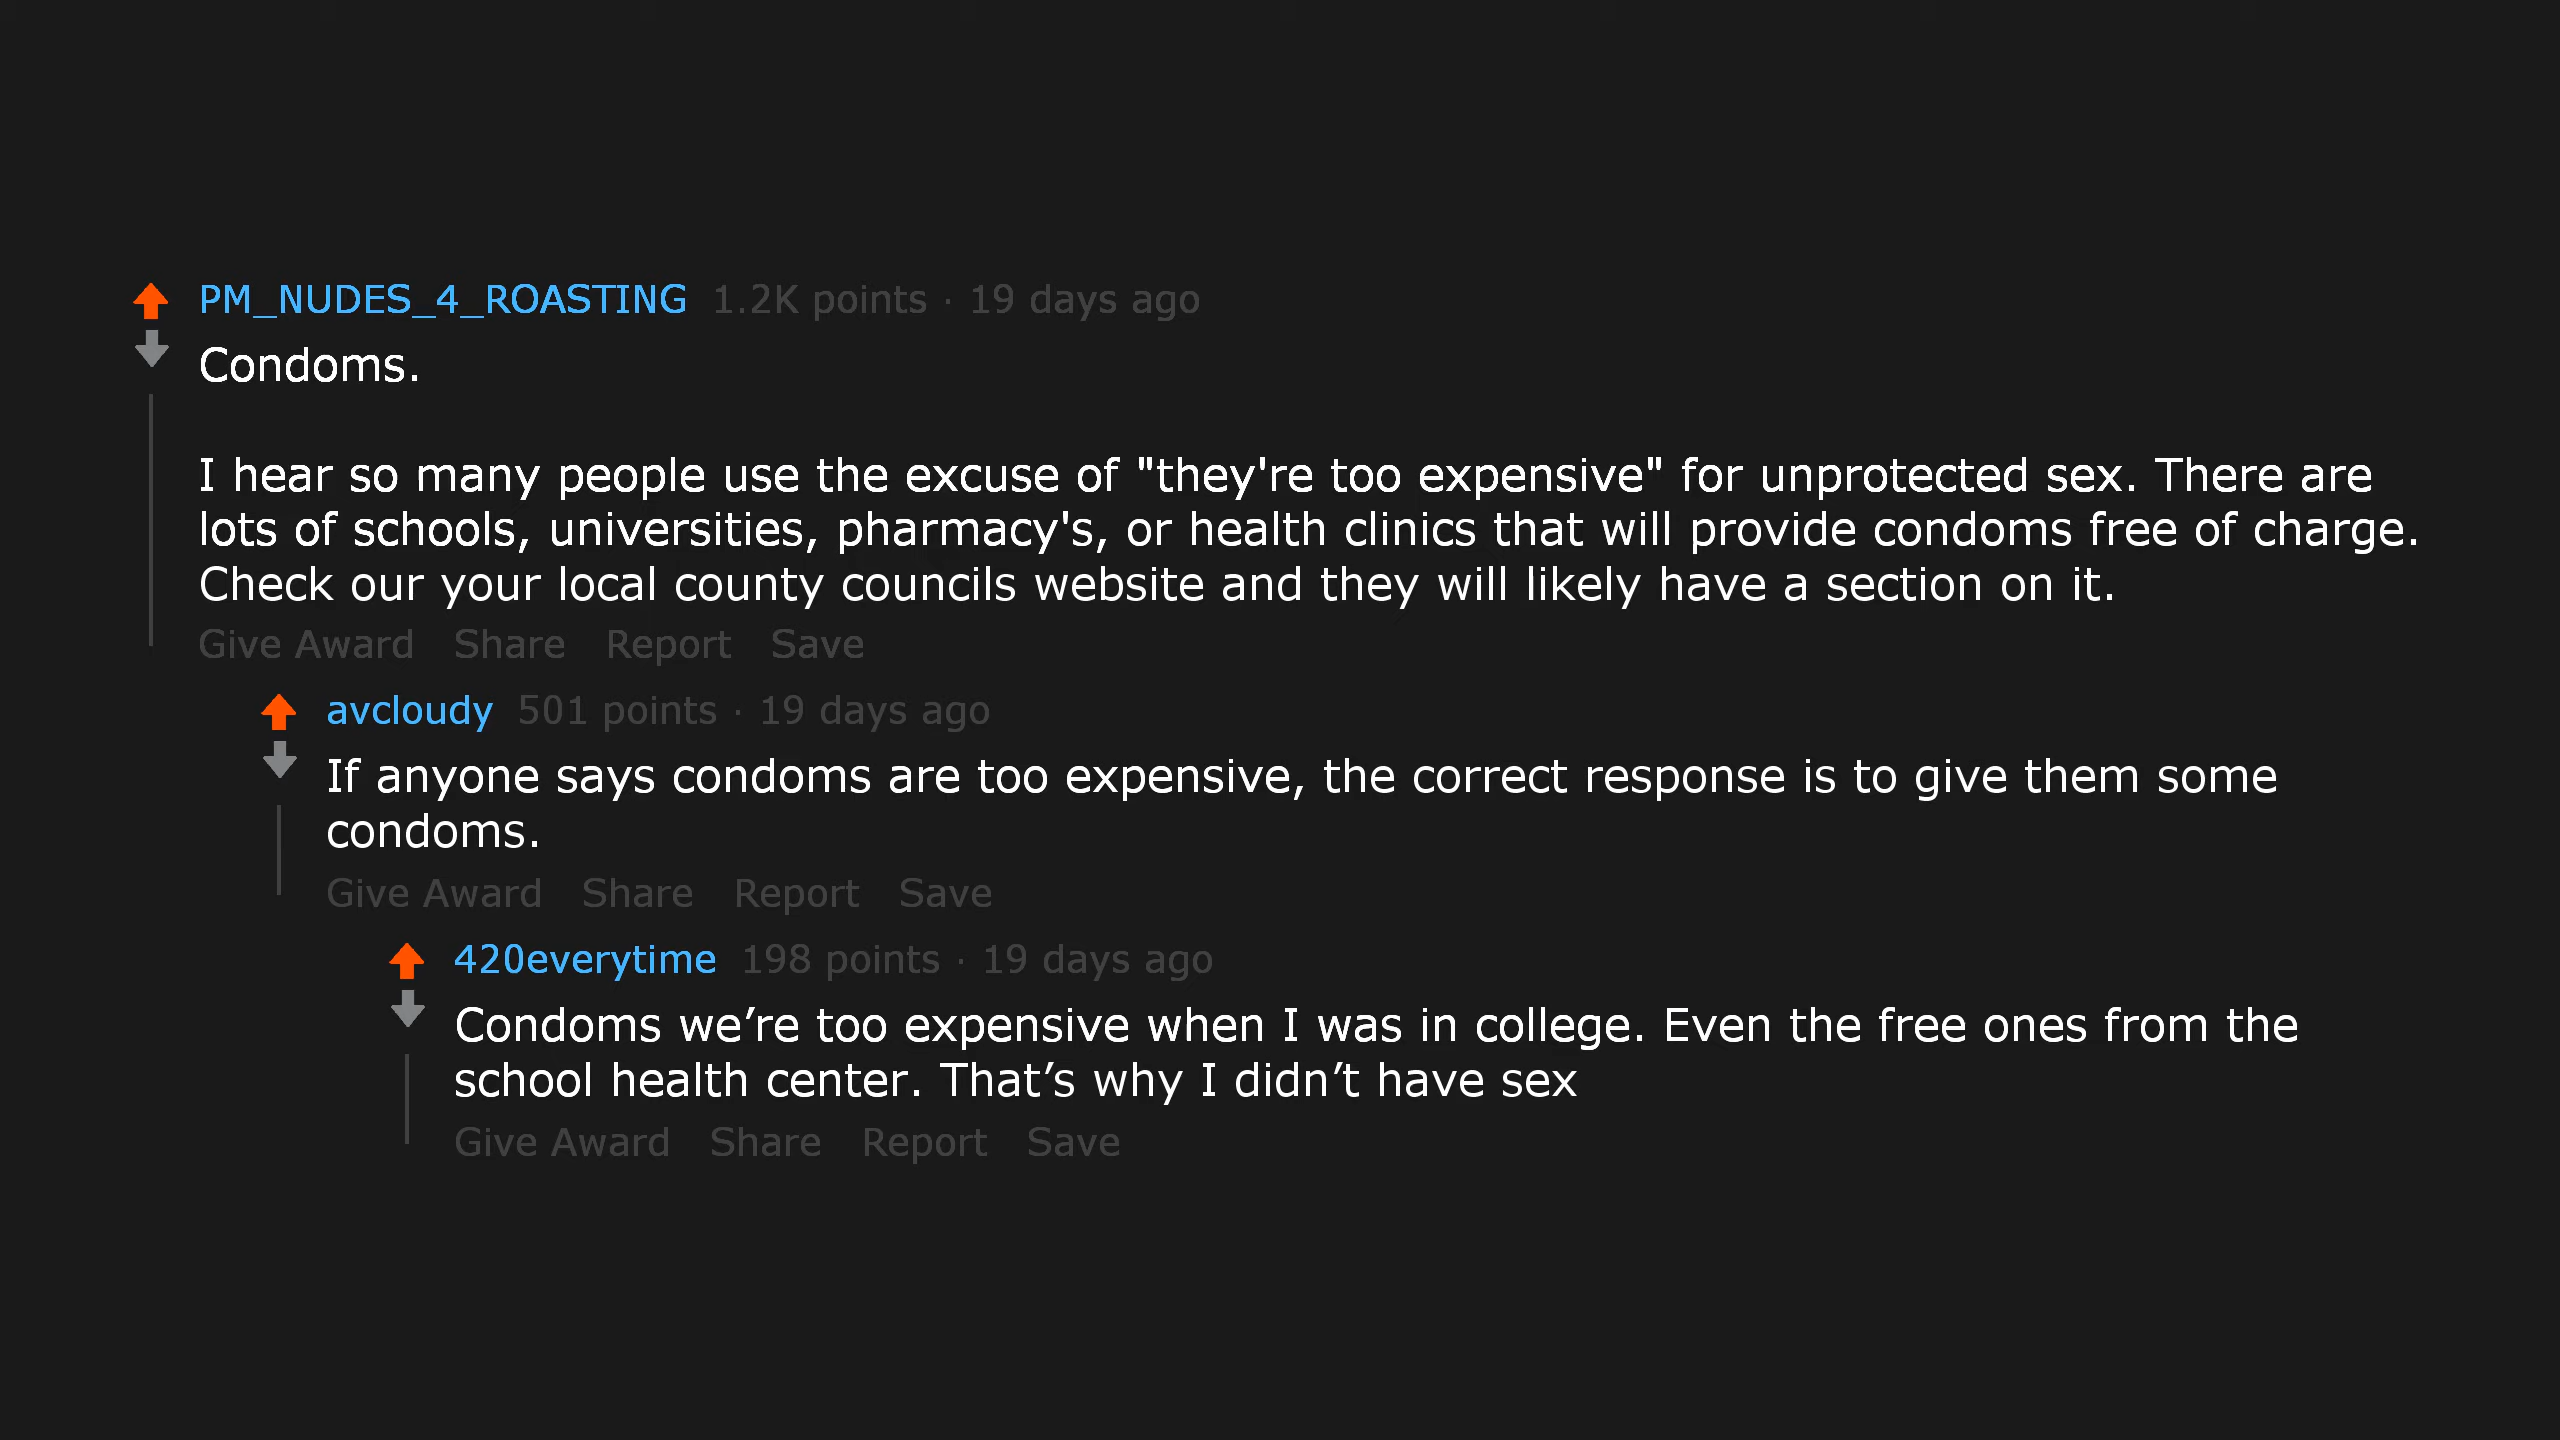 PM_NUDES_4_ROASTING 1.2K points · 19 days ago
Condoms.
I hear so many people use the excuse of "they're too expensive" for unprotected sex. There are
lots of schools, universities, pharmacy's, or health clinics that will provide condoms free of charge.
Check our your local county councils website and they will likely have a section on it.
Give Award Share Report Save
avcloudy 501 points · 19 days ago
If anyone says condoms are too expensive, the correct response is to give them some
condoms.
Give Award Share Report Save
420everytime 198 points · 19 days ago
Condoms we’re too expensive when I was in college. Even the free ones from the
school health center. That’s why I didn’t have sex
Give Award Share Report Save